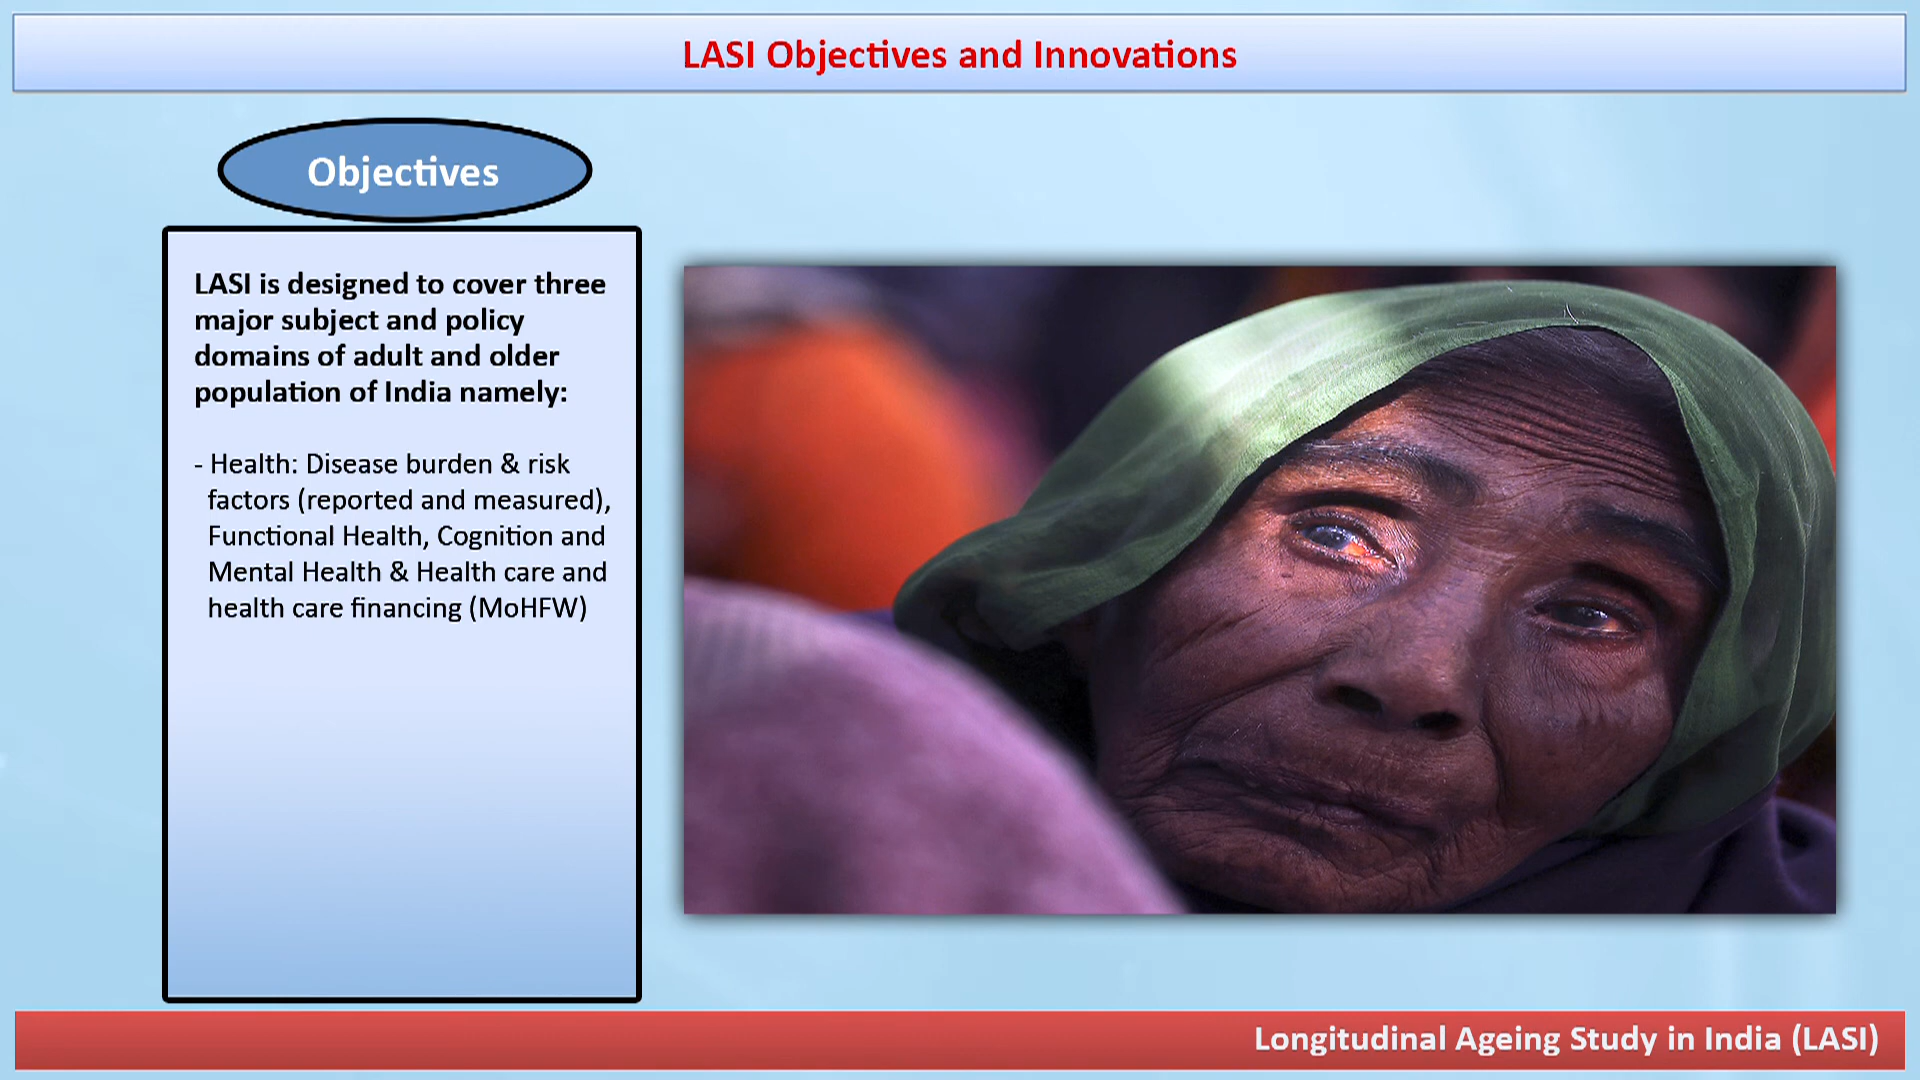 LASI Objectives and Innovations
Objectives
LASI is designed to cover three
major subject and policy
domains of adult and older
population of India namely:
- Health: Disease burden & risk
factors (reported and measured),
Functional Health, Cognition and
Mental Health & Health care and
health care financing (MoHFW)
Longitudinal Ageing Study in India (LASI)